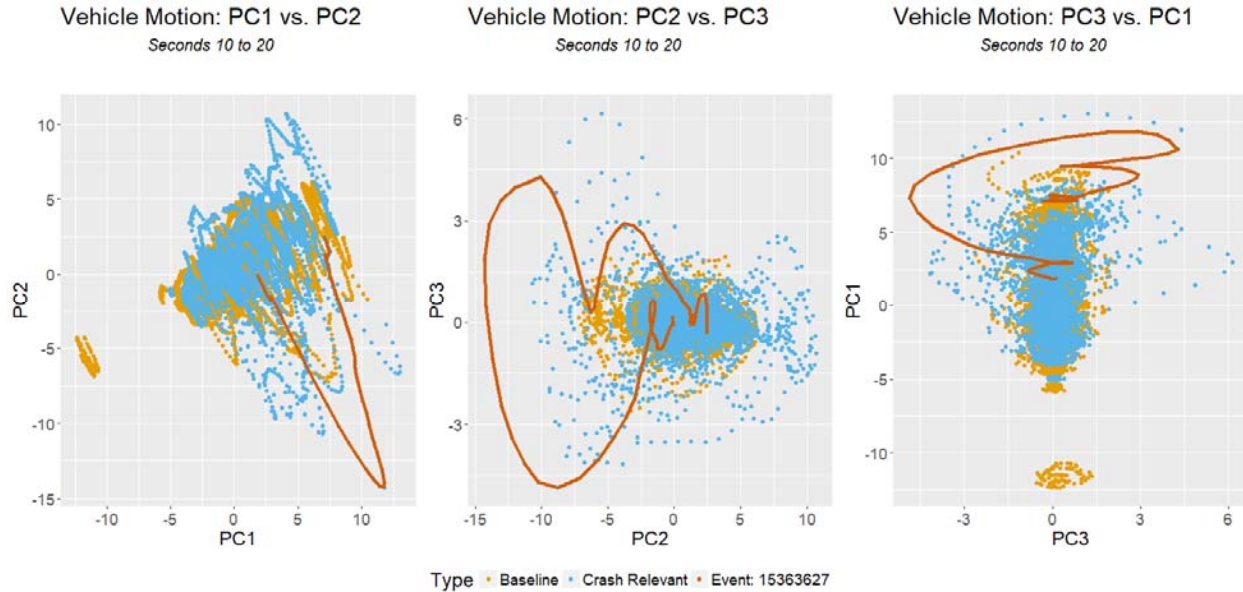 Vehicle Motion: PC1 vs. PC2
Seconds 10 to 20
10
5
0
-5
-10
-15
PC2
-10
-5
0
5
10
PC1
Vehicle Motion: PC2 vs. PC3
Seconds 10 to 20
6
3
0
-3
PC3
-15
-10
-5
0
5
10
PC2
Vehicle Motion: PC3 vs. PC1
Seconds 10 to 20
10
5
0
-5
-10
PC1
-3
0
3
6
PC3
Type Baseline Crash Relevant Event: 15363627